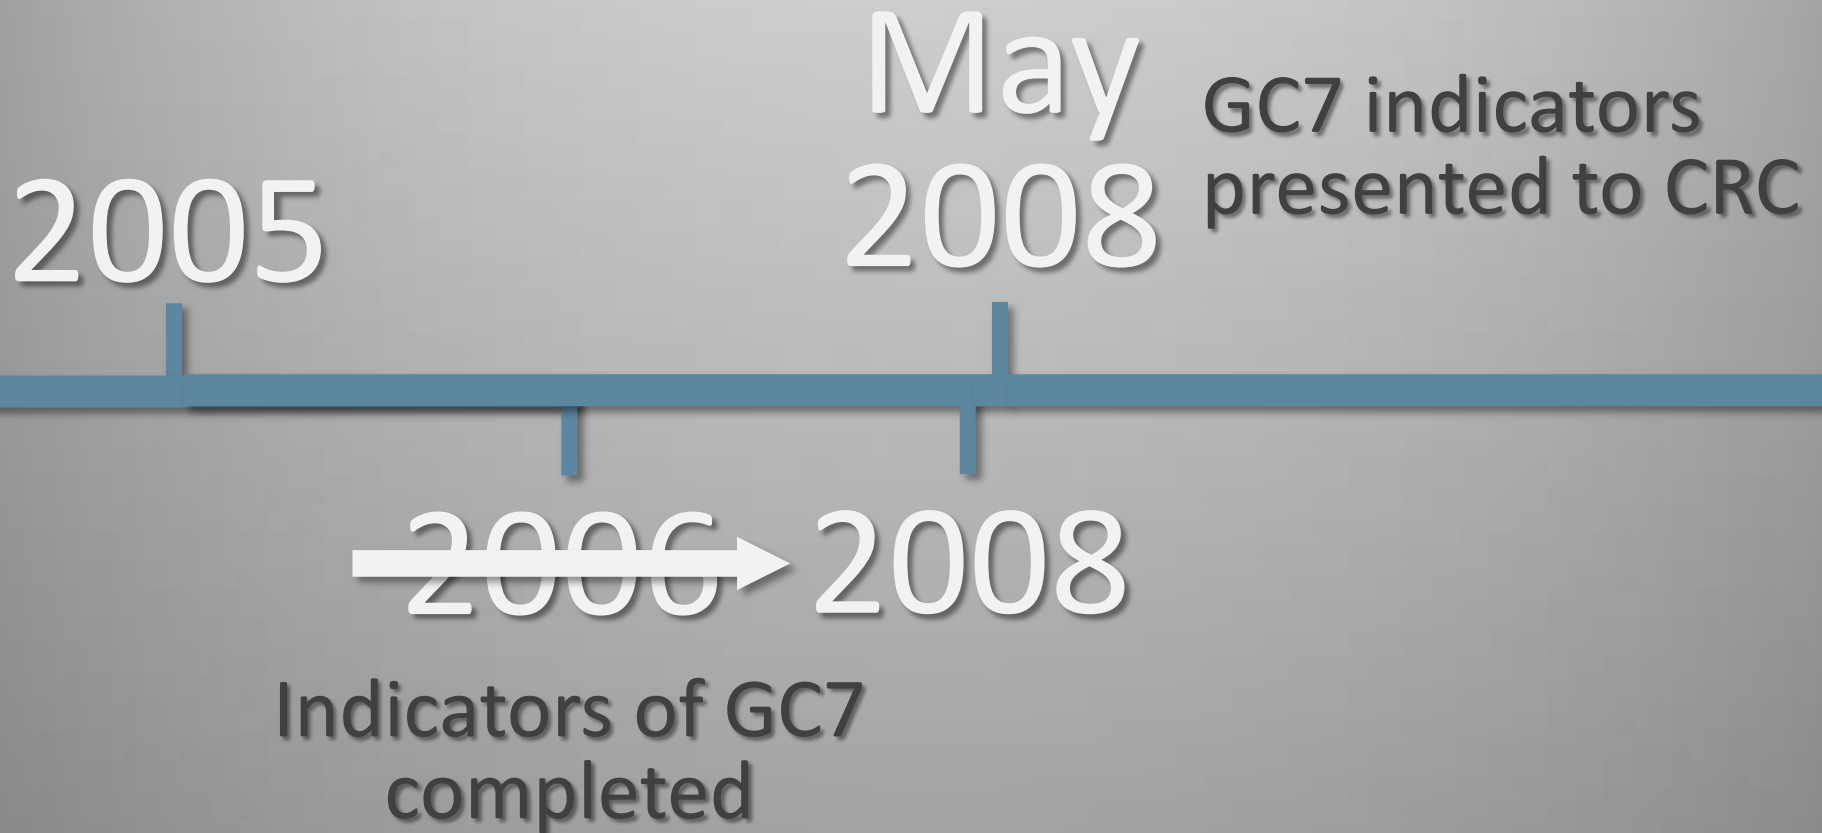 2005
May
2008
GC7 indicators
presented to CRC
2006
2008
Indicators of GC7
completed